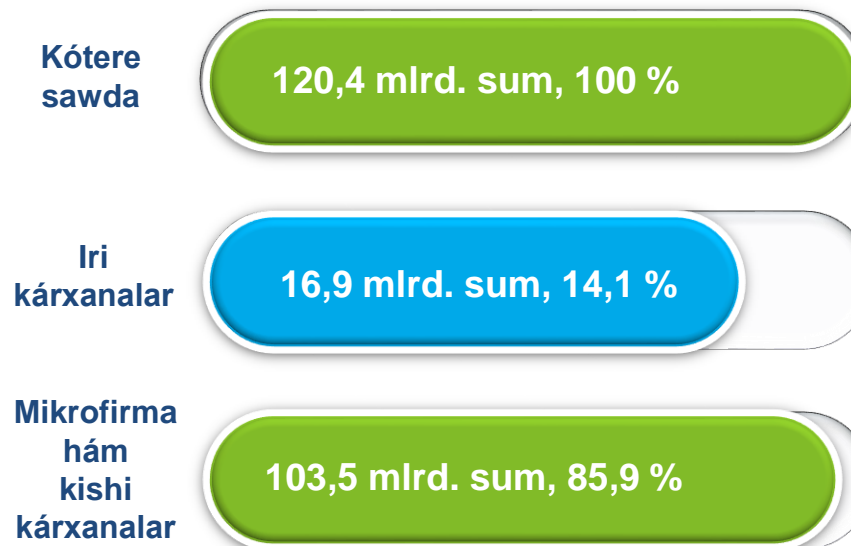 Kótere
sawda
120,4 mlrd. sum, 100 %
Iri
kárxanalar
16,9 mlrd. sum, 14,1 %
Mikrofirma
hám
kishi
kárxanalar
103,5 mlrd. sum, 85,9 %